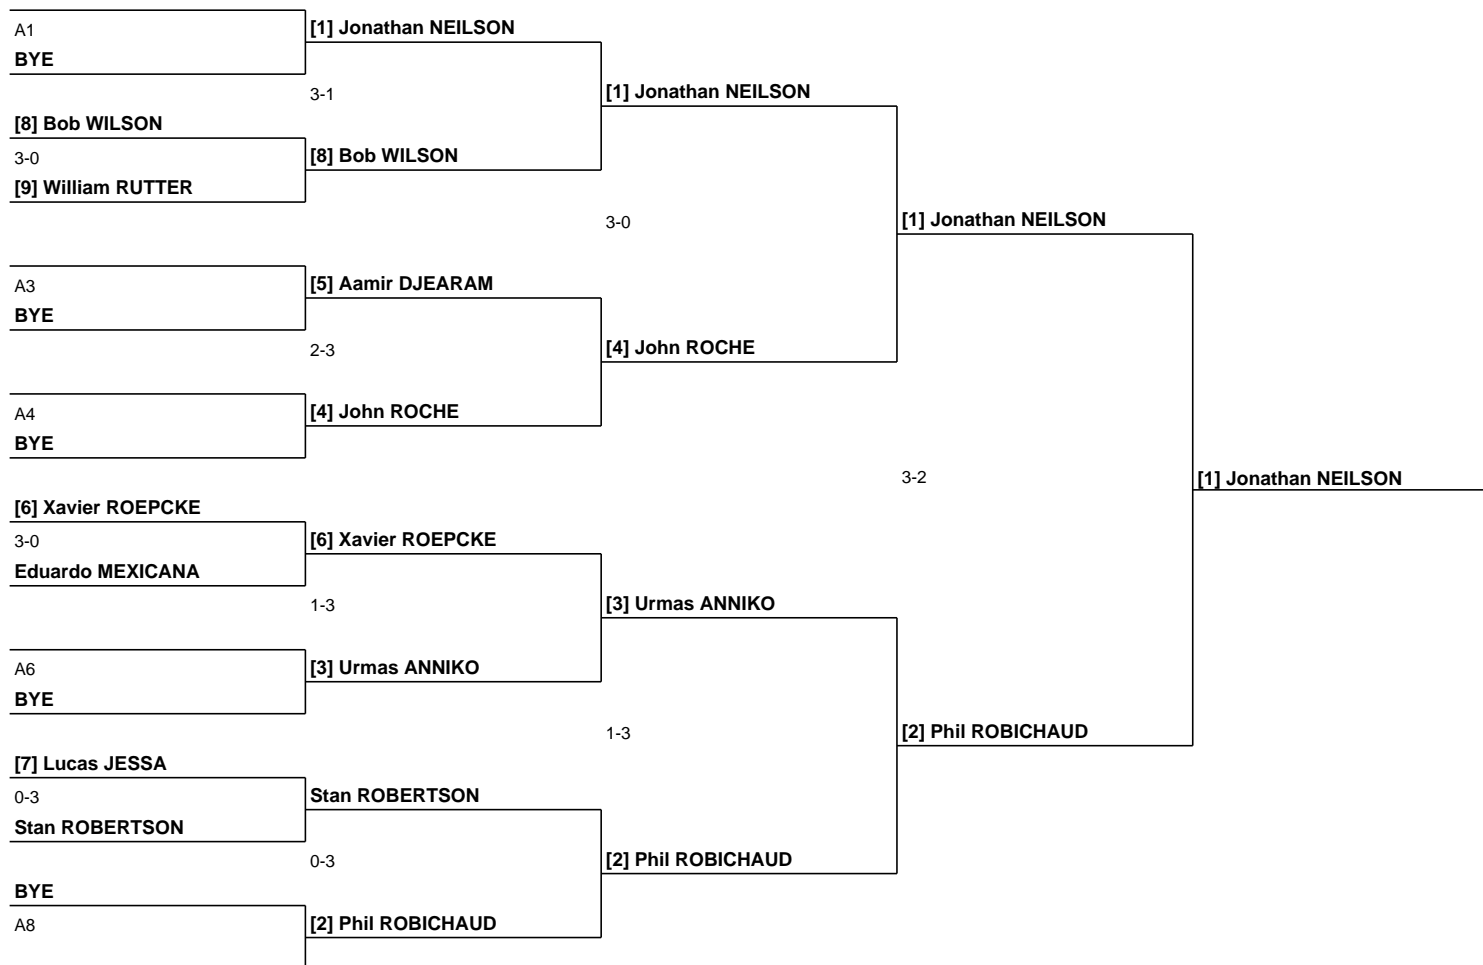 A1
BYE
[1] Jonathan NEILSON
3-1
[8] Bob WILSON
3-0
[9] William RUTTER
[8] Bob WILSON
[1] Jonathan NEILSON
3-0
A3
BYE
[5] Aamir DJEARAM
2-3
A4
BYE
[4] John ROCHE
[4] John ROCHE
[1] Jonathan NEILSON
3-2
[6] Xavier ROEPCKE
3-0
Eduardo MEXICANA
[6] Xavier ROEPCKE
1-3
A6
BYE
[3] Urmas ANNIKO
[3] Urmas ANNIKO
1-3
[7] Lucas JESSA
0-3
Stan ROBERTSON
Stan ROBERTSON
0-3
BYE
A8
[2] Phil ROBICHAUD
[2] Phil ROBICHAUD
[2] Phil ROBICHAUD
[1] Jonathan NEILSON